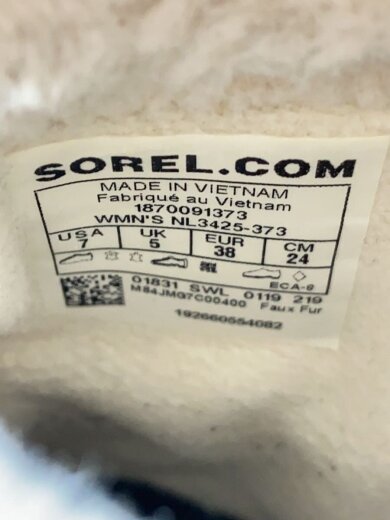 SOREL.COM
MADE IN VIETNAM
Fabriqué au Vietnam
1870091373
WMN'S NL3425-373
USA UK EUR CM
7 5 38 24
ECA-9
01831 SWL 0119 219
M84JMG7C00400 Faux Fur
192660554082